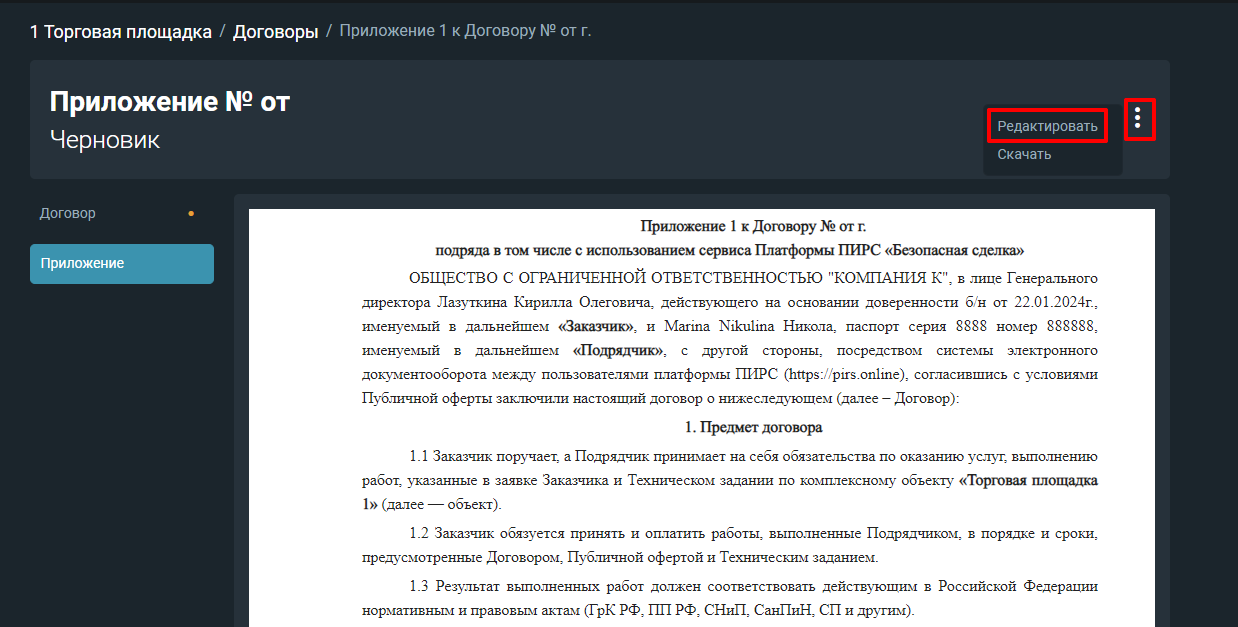 1 Торговая площадка / Договоры / Приложение 1 к Договору № от г.
Приложение № от
Черновик
Редактировать
Скачать
Договор
Приложение
Приложение 1 к Договору № от г.
подряда в том числе с использованием сервиса Платформы ПИРС «Безопасная сделка»
ОБЩЕСТВО С ОГРАНИЧЕННОЙ ОТВЕТСТВЕННОСТЬЮ "КОМПАНИЯ К", в лице Генерального
директора Лазуткина Кирилла Олеговича, действующего на основании доверенности б/н от 22.01.2024г.,
именуемый в дальнейшем «Заказчик», и Marina Nikulina Никола, паспорт серия 8888 номер 888888,
именуемый в дальнейшем «Подрядчик», с другой стороны, посредством системы электронного
документооборота между пользователями платформы ПИРС (https://pirs.online), согласившись с условиями
Публичной оферты заключили настоящий договор о нижеследующем (далее – Договор):
1. Предмет договора
1.1 Заказчик поручает, а Подрядчик принимает на себя обязательства по оказанию услуг, выполнению
работ, указанные в заявке Заказчика и Техническом задании по комплексному объекту «Торговая площадка
1» (далее — объект).
1.2 Заказчик обязуется принять и оплатить работы, выполненные Подрядчиком, в порядке и сроки,
предусмотренные Договором, Публичной офертой и Техническим заданием.
1.3 Результат выполненных работ должен соответствовать действующим в Российской Федерации
нормативным и правовым актам (ГрК РФ, ПП РФ, СНиП, СанПиН, СП и другим).